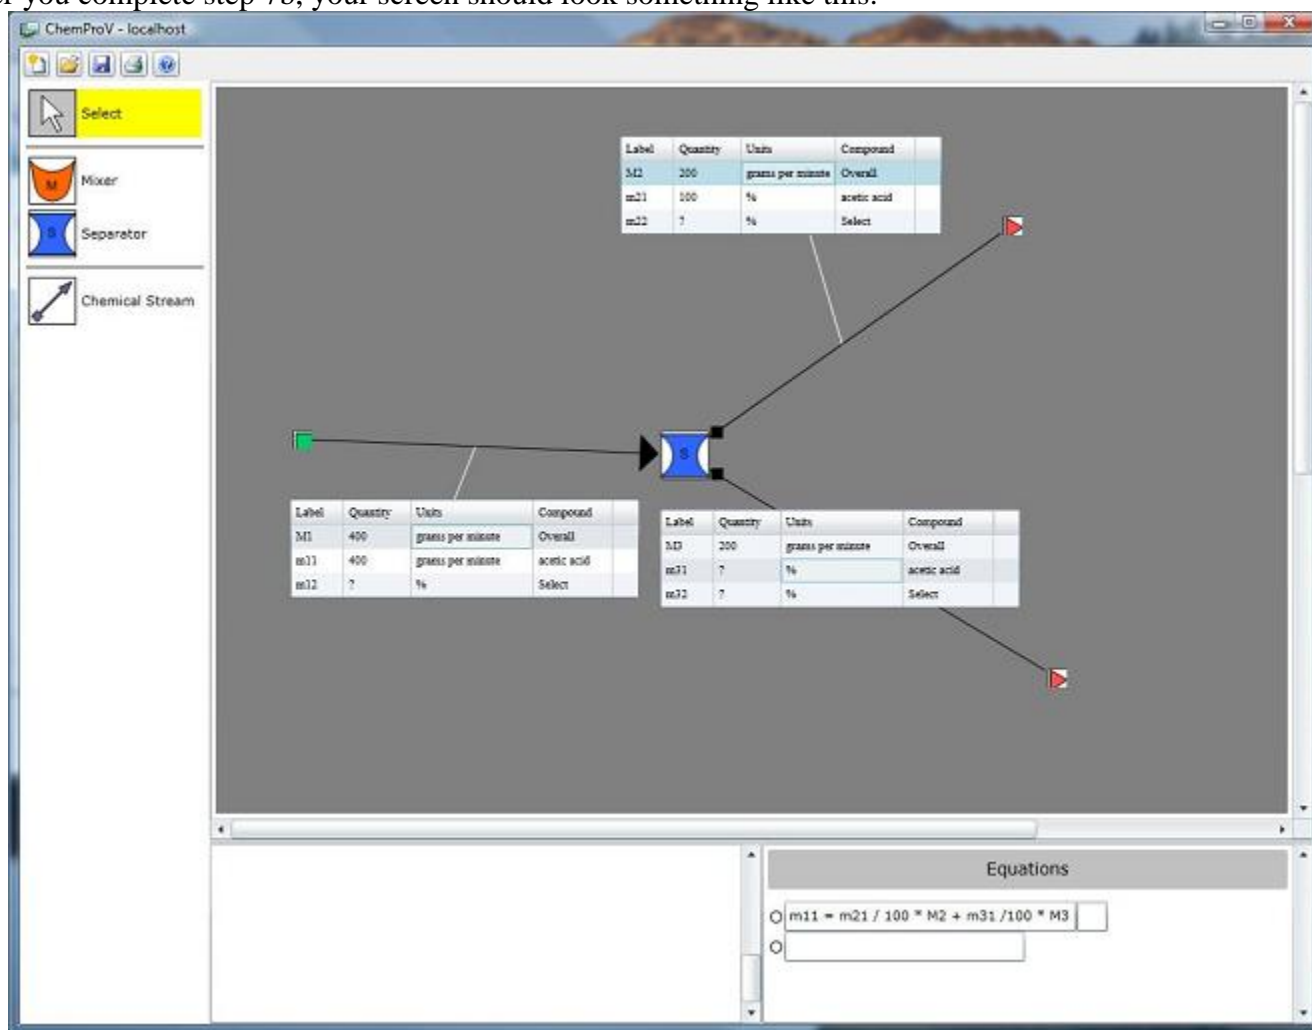 you complete step 7b, your screen should look something like this:
ChemProV - localhost
Select
Mixer
M
Separator
S
Chemical Stream
Label Quantity Units Compound
M2 200 grams per minute Overall
m21 100 % acetic acid
m22 ? % Select
S
Label Quantity Units Compound
M1 400 grams per minute Overall
m11 400 grams per minute acetic acid
m12 ? % Select
Label Quantity Units Compound
M3 200 grams per minute Overall
m31 ? % acetic acid
m32 ? % Select
Equations
m11 = m21 / 100 * M2 + m31 /100 * M3